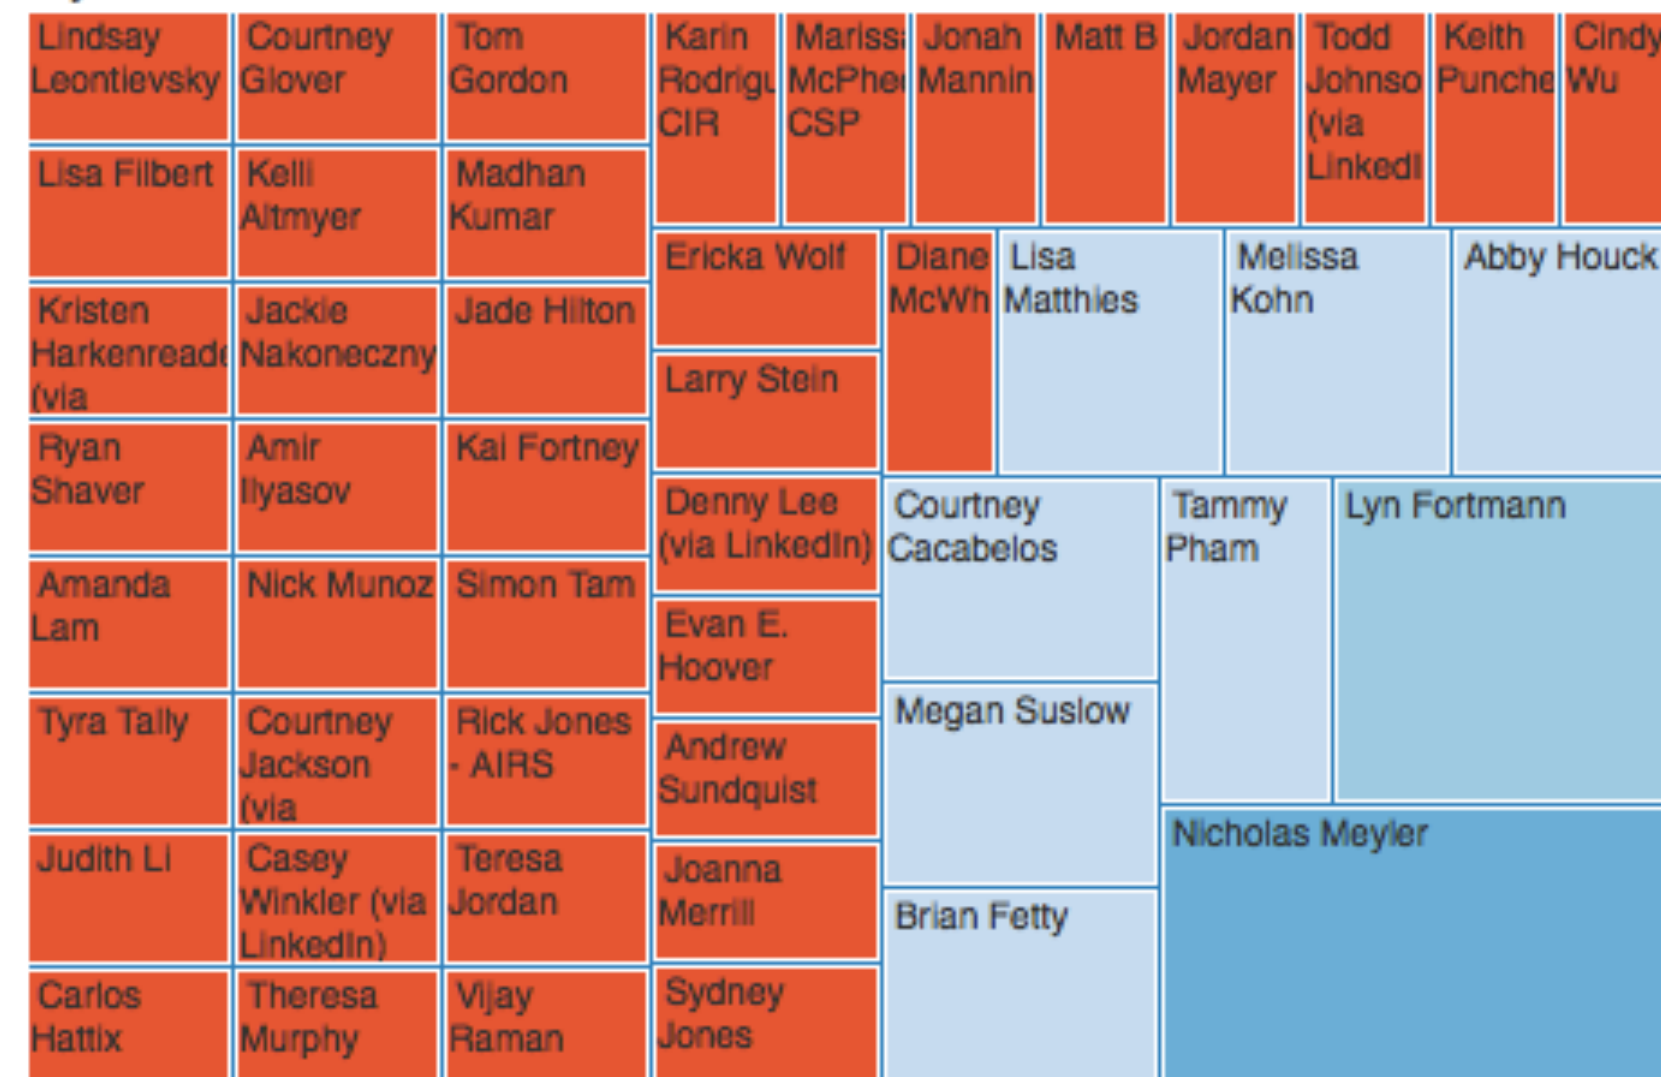 Lindsay
Leontievsky
Courtney
Glover
Tom
Gordon
Karin
Rodrigu
CIR
Mariss
McPhe
CSP
Jonah
Mannin
Matt B
Jordan
Mayer
Todd
Johnso
(via
LinkedI
Keith
Punche
Cindy
Wu
Lisa Filbert
Kelli
Altmyer
Madhan
Kumar
Ericka Wolf
Diane
McWh
Lisa
Matthies
Melissa
Kohn
Abby Houck
Kristen
Harkenreade
(via
Jackie
Nakoneczny
Jade Hilton
Larry Stein
Ryan
Shaver
Amir
Ilyasov
Kai Fortney
Denny Lee
(via LinkedIn)
Courtney
Cacabelos
Tammy
Pham
Lyn Fortmann
Amanda
Lam
Nick Munoz
Simon Tam
Evan E.
Hoover
Tyra Tally
Courtney
Jackson
(via
Rick Jones
- AIRS
Andrew
Sundquist
Megan Suslow
Nicholas Meyler
Judith Li
Casey
Winkler (via
LinkedIn)
Teresa
Jordan
Joanna
Merrill
Brian Fetty
Carlos
Hattix
Theresa
Murphy
Vijay
Raman
Sydney
Jones